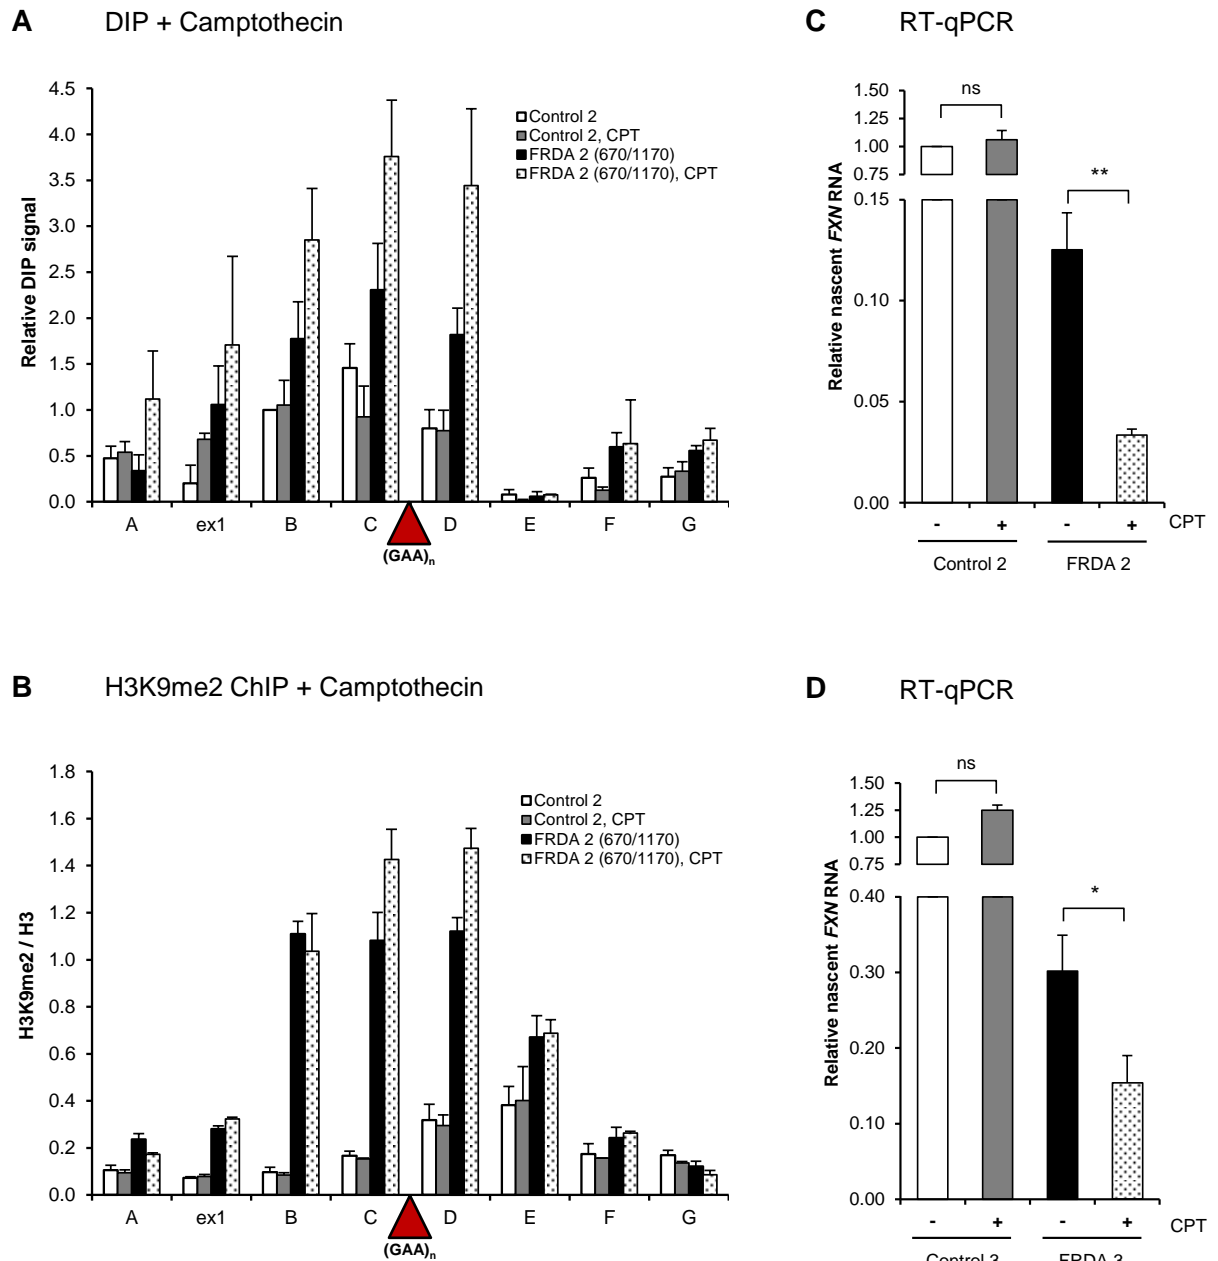 A DIP + Camptothecin
Relative DIP signal
4.5
4.0
3.5
3.0
2.5
2.0
1.5
1.0
0.5
0.0
Control 2
Control 2, CPT
FRDA 2 (670/1170)
FRDA 2 (670/1170), CPT
A ex1 B C D E F G
(GAA)n
C RT-qPCR
Relative nascent FXN RNA
1.50
1.25
1.00
0.75
0.15
0.10
0.05
0.00
ns
**
- + - + CPT
Control 2 FRDA 2
B H3K9me2 ChIP + Camptothecin
H3K9me2 / H3
1.8
1.6
1.4
1.2
1.0
0.8
0.6
0.4
0.2
0.0
Control 2
Control 2, CPT
FRDA 2 (670/1170)
FRDA 2 (670/1170), CPT
A ex1 B C D E F G
(GAA)n
D RT-qPCR
Relative nascent FXN RNA
1.50
1.25
1.00
0.75
0.40
0.30
0.20
0.10
0.00
ns
*
- + - + CPT
Control 3 FRDA 3